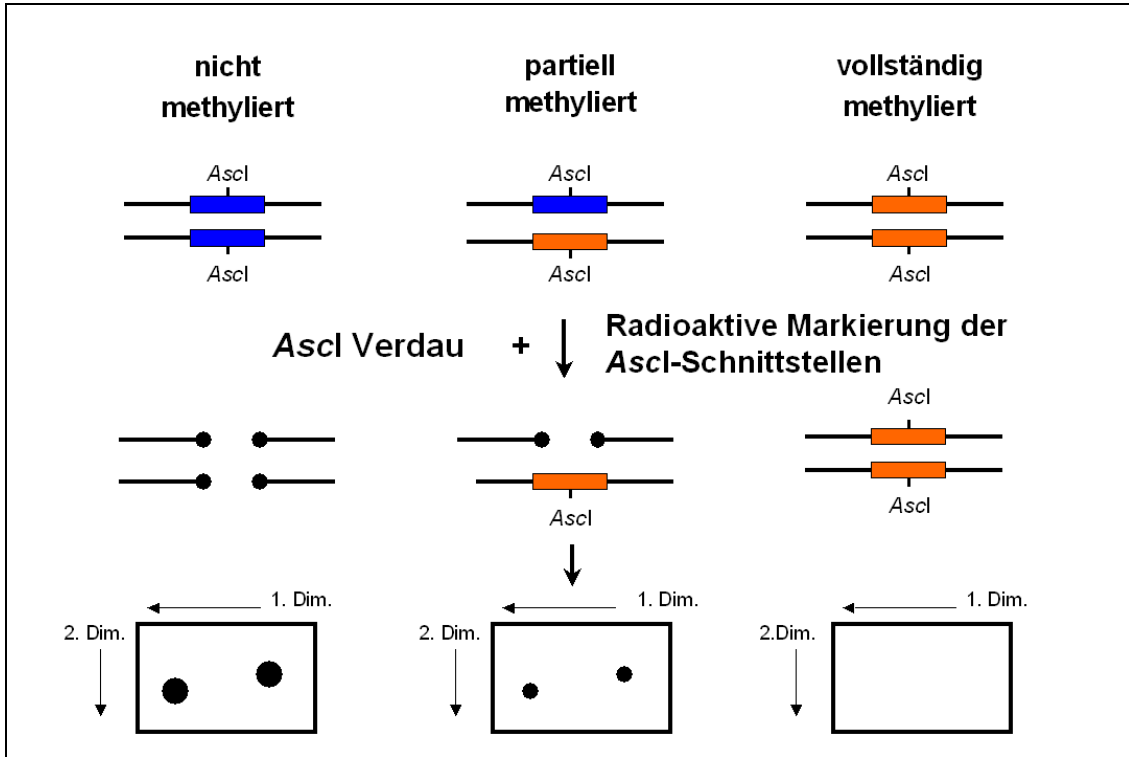 nicht
methyliert
partiell
methyliert
vollständig
methyliert
AscI
AscI
AscI
AscI
AscI
AscI
AscI Verdau + Radioaktive Markierung der
AscI-Schnittstellen
AscI
AscI
AscI
1. Dim.
2. Dim.
1. Dim.
2. Dim.
1. Dim.
2.Dim.